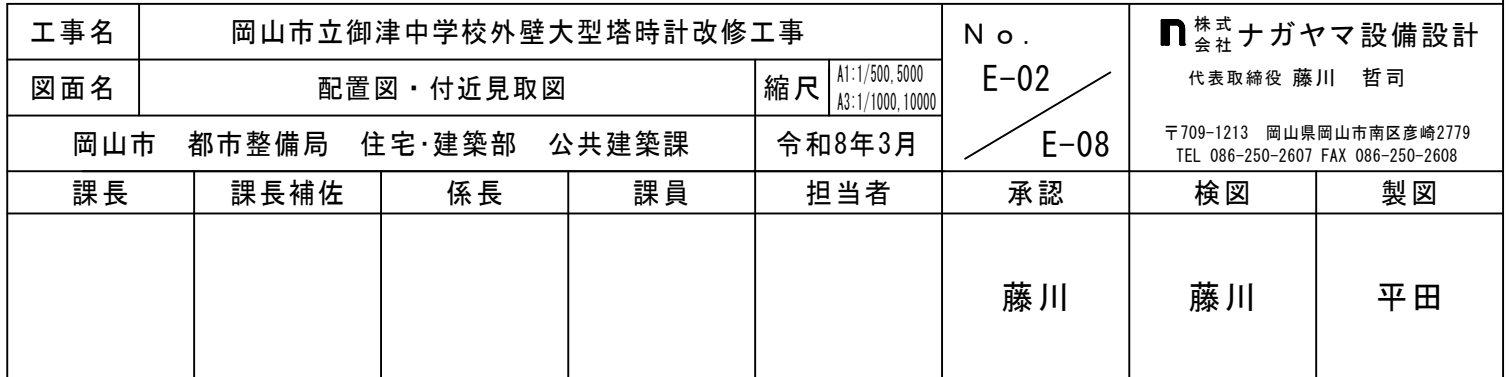 工事名 岡山市立御津中学校外壁大型塔時計改修工事
図面名 配置図・付近見取図 縮尺 A1:1/500,5000
A3:1/1000,10000
岡山市 都市整備局 住宅・建築部 公共建築課 令和8年3月
No.
E-02
E-08
株式会社ナガヤマ設備設計
代表取締役 藤川 哲司
〒709-1213 岡山県岡山市南区彦崎2779
TEL 086-250-2607 FAX 086-250-2608
課長 課長補佐 係長 課員 担当者 承認 検図 製図
藤川 藤川 平田